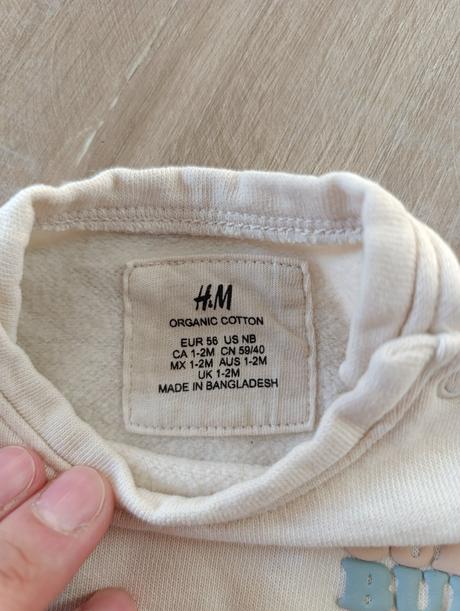 H&M
ORGANIC COTTON
EUR 56 US NB
CA 1-2M CN 59/40
MX 1-2M AUS 1-2M
UK 1-2M
MADE IN BANGLADESH